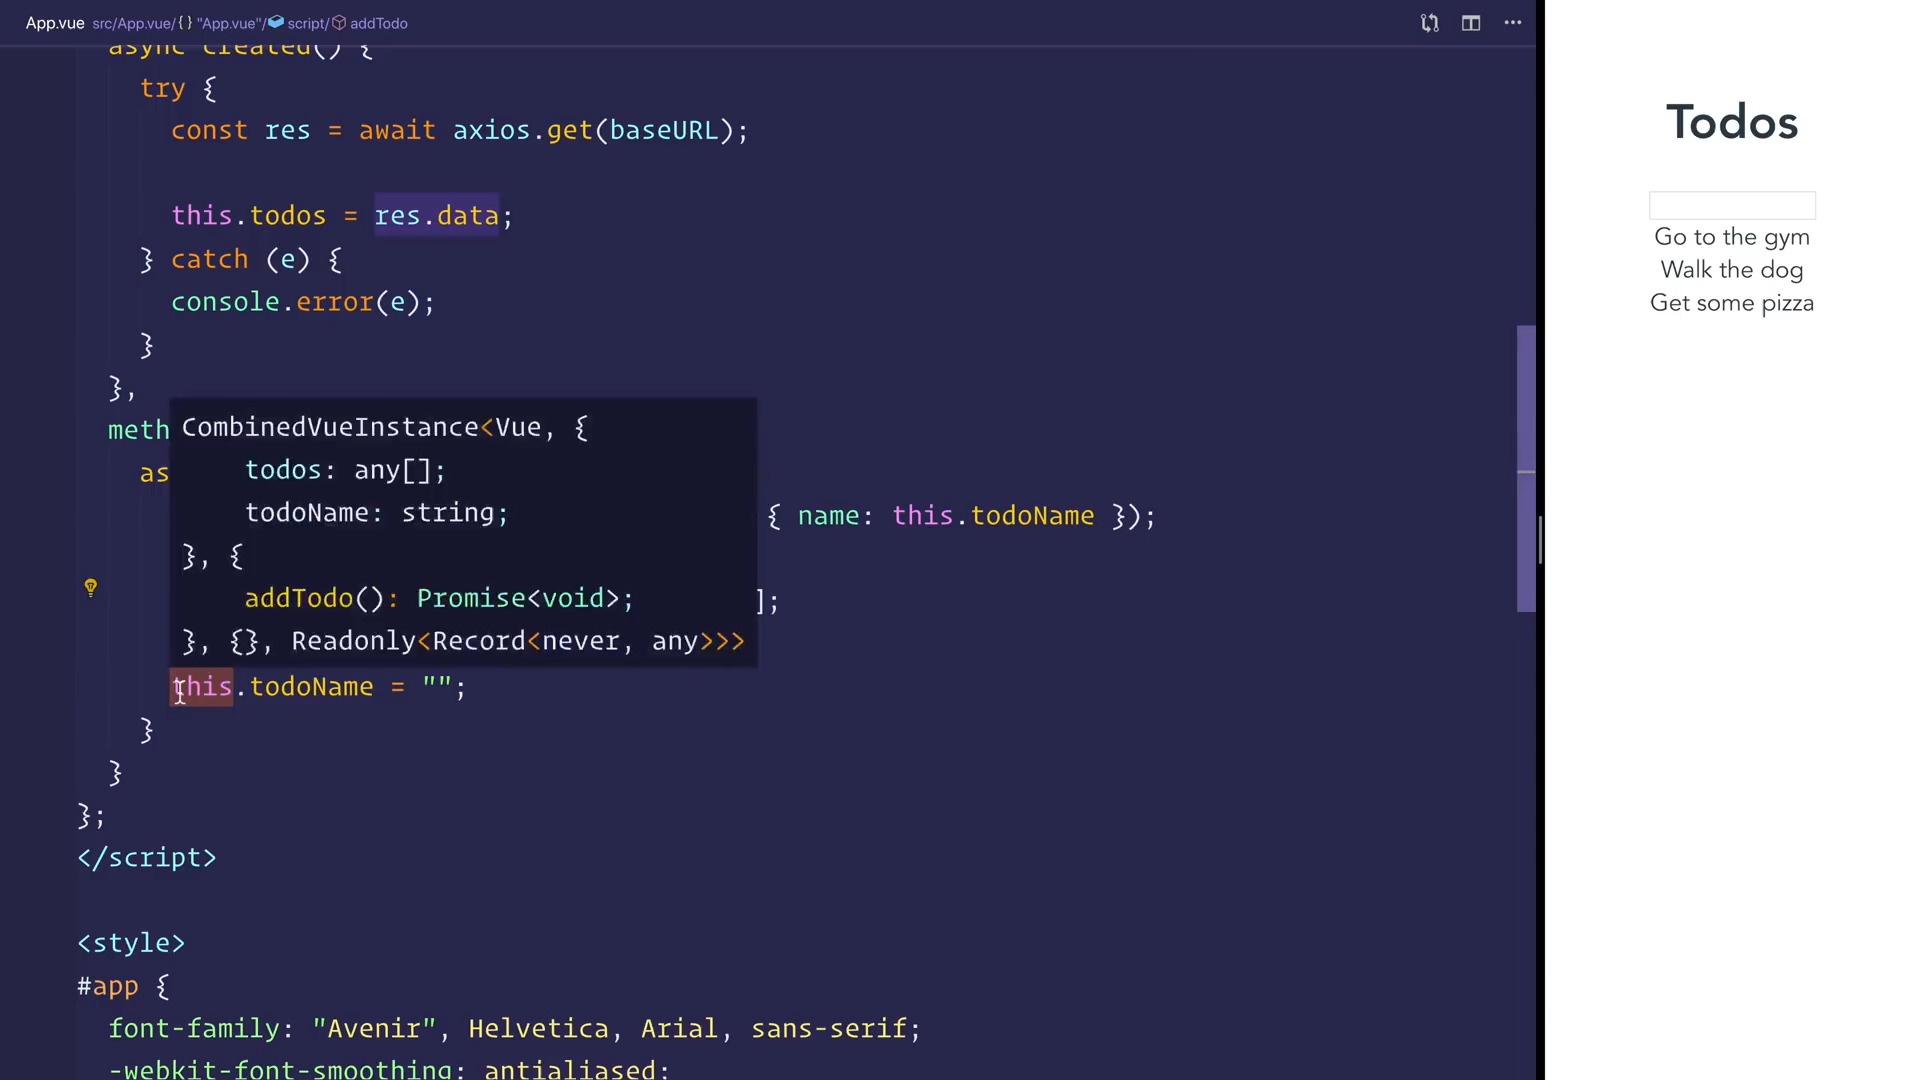 App.vue src/App.vue/{ } "App.vue"/ script/ addTodo
async created() {
try {
const res = await axios.get(baseURL);
this.todos = res.data;
} catch (e) {
console.error(e);
}
},
meth
as
CombinedVueInstance<Vue, {
todos: any[];
todoName: string;
}, {
addTodo(): Promise<void>;
}, {}, Readonly<Record<never, any>>>
{ name: this.todoName });
];
this.todoName = "";
}
}
};
</script>
<style>
#app {
font-family: "Avenir", Helvetica, Arial, sans-serif;
-webkit-font-smoothing: antialiased;
Todos
Go to the gym
Walk the dog
Get some pizza